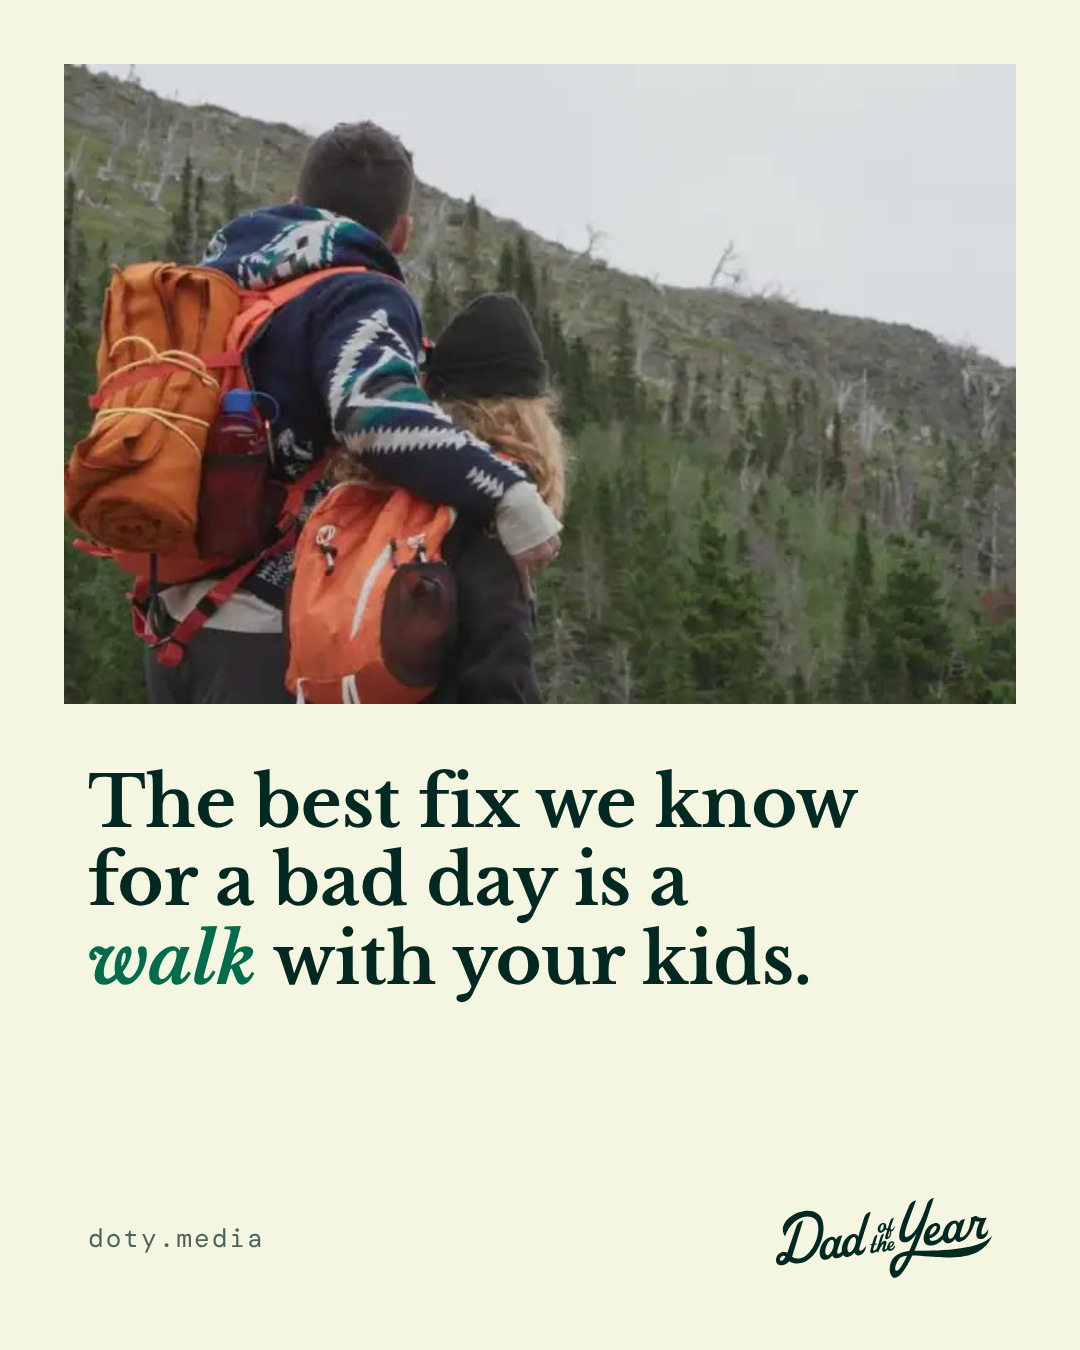 The best fix we know
for a bad day is a
walk with your kids.
doty.media
Dad of the Year